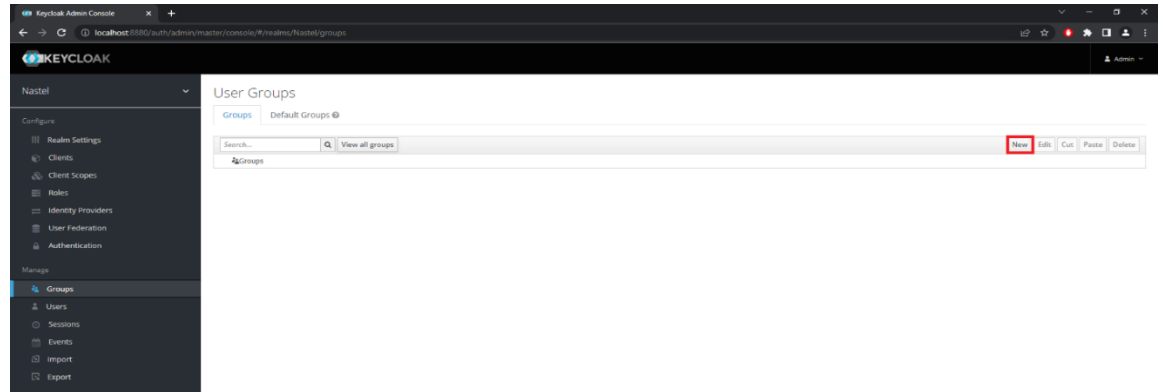 Keycloak Admin Console
localhost:8880/auth/admin/master/console/#/realms/Nastel/groups
KEYCLOAK
Admin
Nastel
Configure
Realm Settings
Clients
Client Scopes
Roles
Identity Providers
User Federation
Authentication
Manage
Groups
Users
Sessions
Events
Import
Export
User Groups
Groups Default Groups
Search... View all groups New Edit Cut Paste Delete
Groups